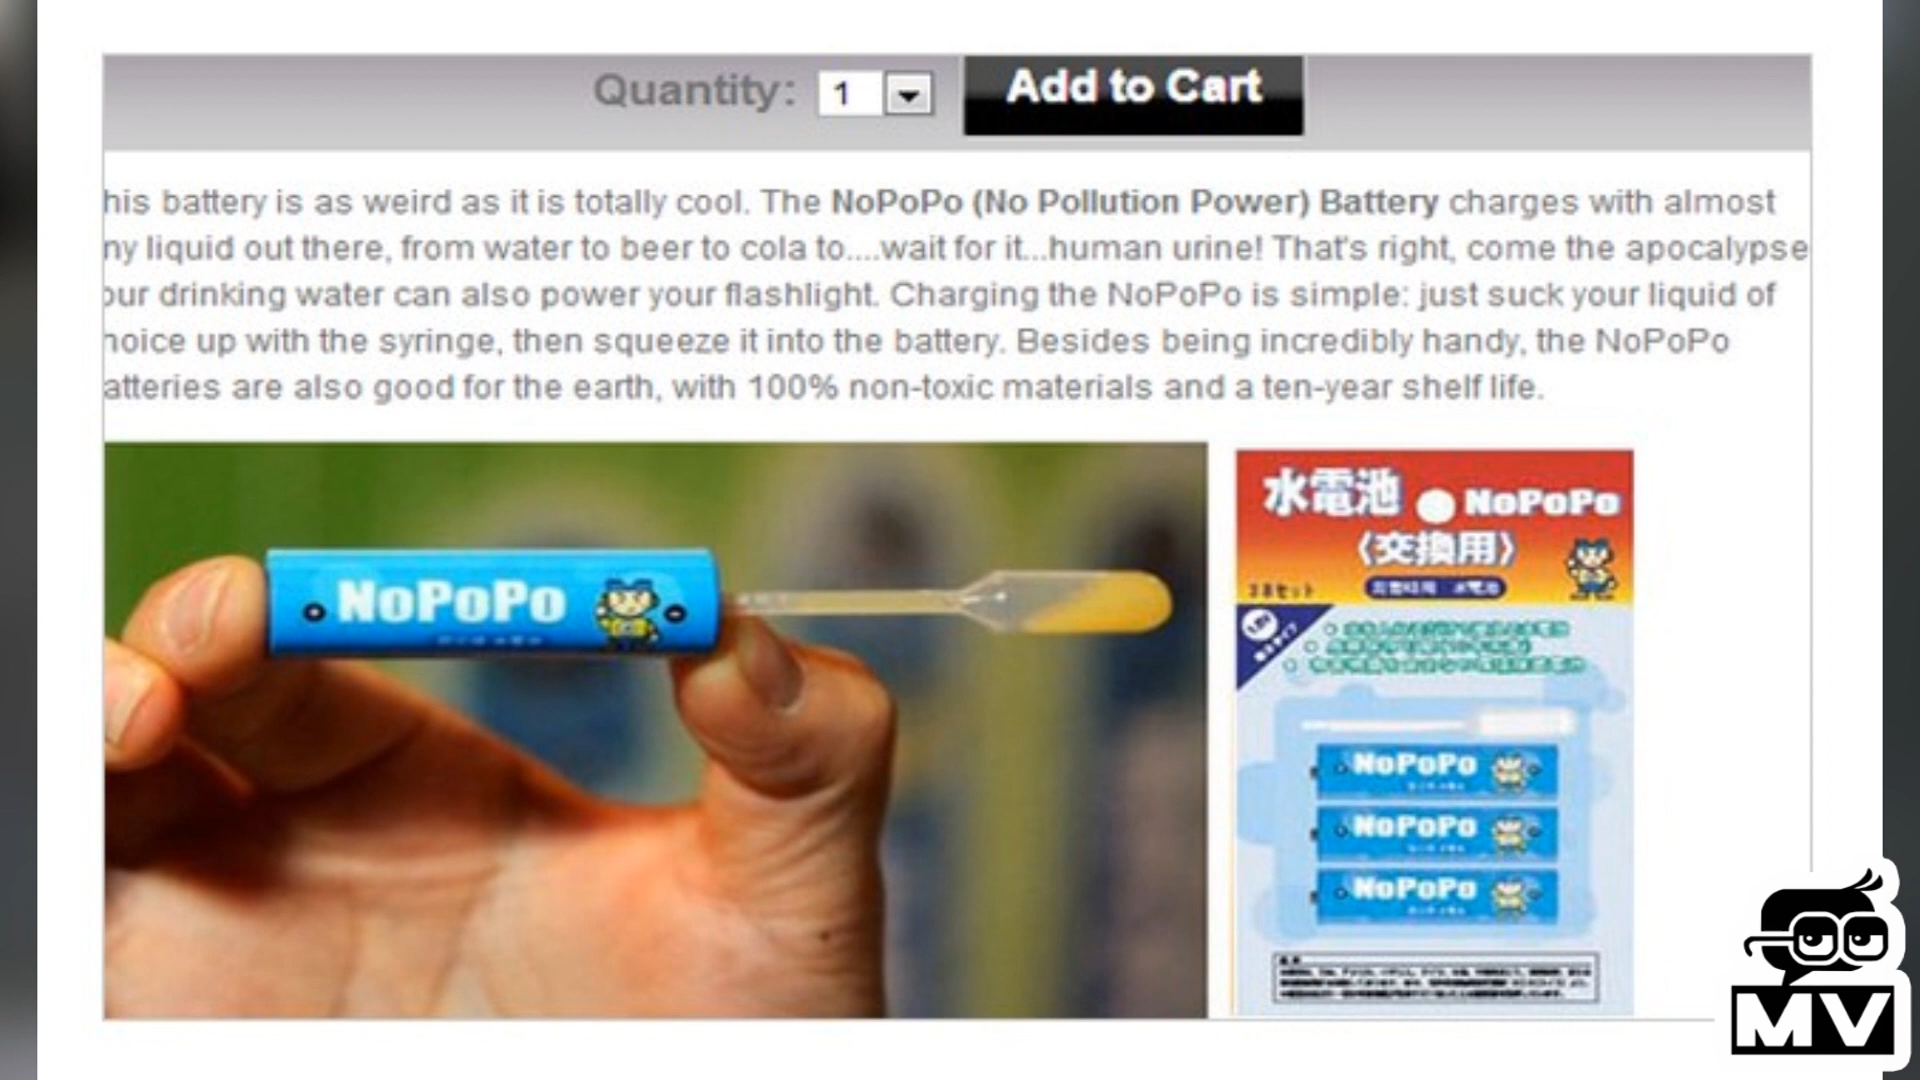 Quantity: 1 Add to Cart
his battery is as weird as it is totally cool. The NoPoPo (No Pollution Power) Battery charges with almost
ny liquid out there, from water to beer to cola to....wait for it...human urine! That's right, come the apocalypse
our drinking water can also power your flashlight. Charging the NoPoPo is simple: just suck your liquid of
hoice up with the syringe, then squeeze it into the battery. Besides being incredibly handy, the NoPoPo
atteries are also good for the earth, with 100% non-toxic materials and a ten-year shelf life.
NoPoPo
水電池 NoPoPo
〈交換用〉
NoPoPo
NoPoPo
NoPoPo
MV